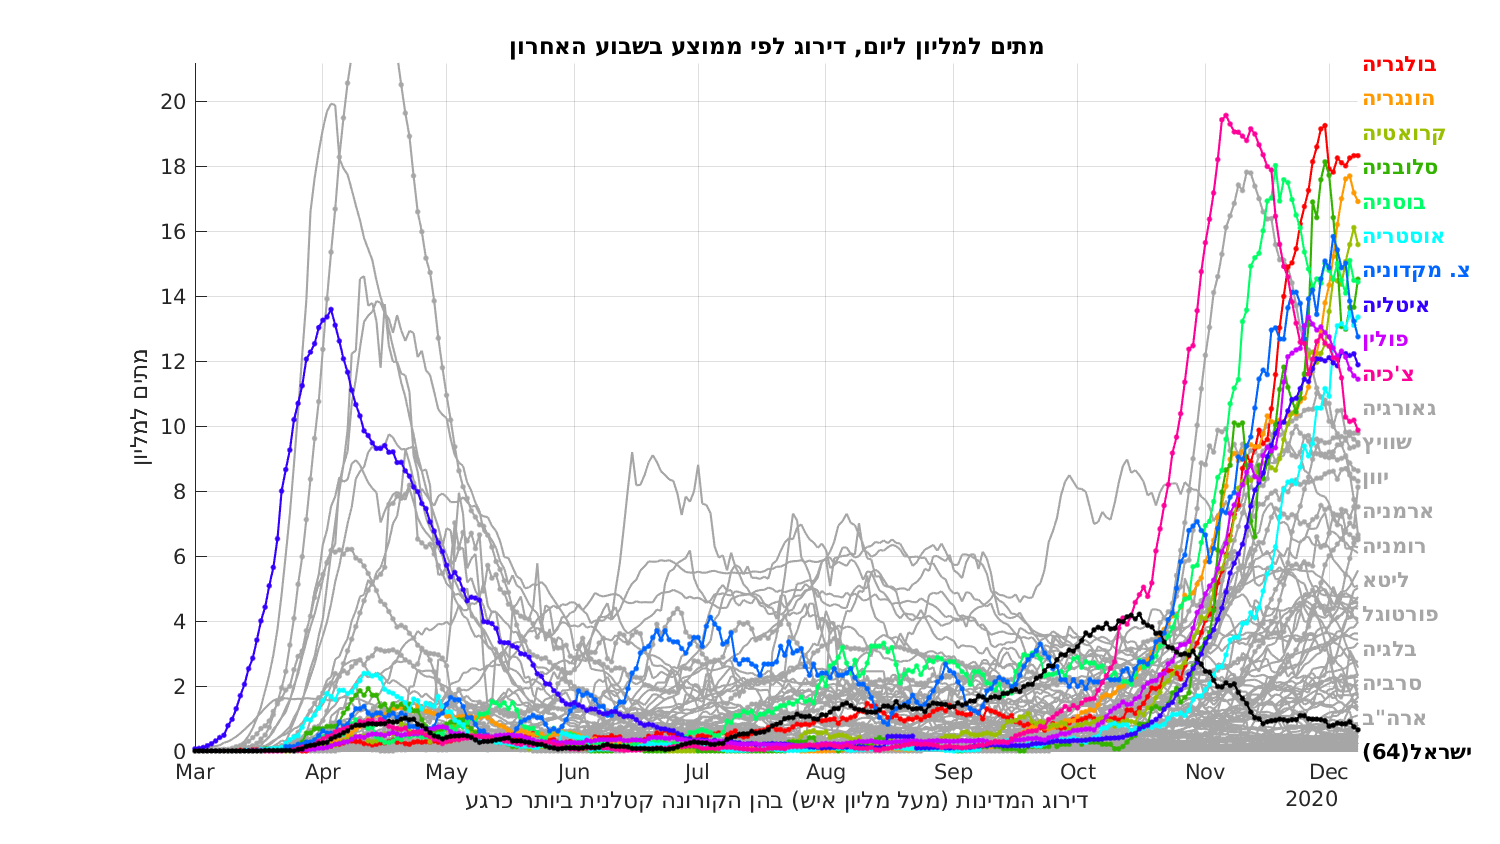 מתים למליון ליום, דירוג לפי ממוצע בשבוע האחרון
מתים למליון
20
18
16
14
12
10
8
6
4
2
0
Mar Apr May Jun Jul Aug Sep Oct Nov Dec
2020
דירוג המדינות (מעל מליון איש) בהן הקורונה קטלנית ביותר כרגע
בולגריה
הונגריה
קרואטיה
סלובניה
בוסניה
אוסטריה
צ. מקדוניה
איטליה
פולין
צ'כיה
גאורגיה
שוויץ
יוון
ארמניה
רומניה
ליטא
פורטוגל
בלגיה
סרביה
ארה"ב
ישראל(64)